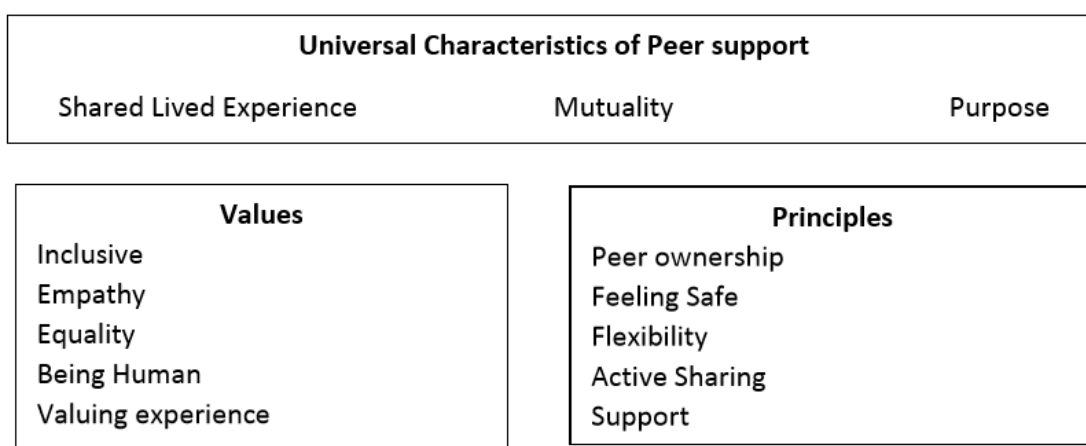 Universal Characteristics of Peer support
Shared Lived Experience Mutuality Purpose
Values
Inclusive
Empathy
Equality
Being Human
Valuing experience
Principles
Peer ownership
Feeling Safe
Flexibility
Active Sharing
Support